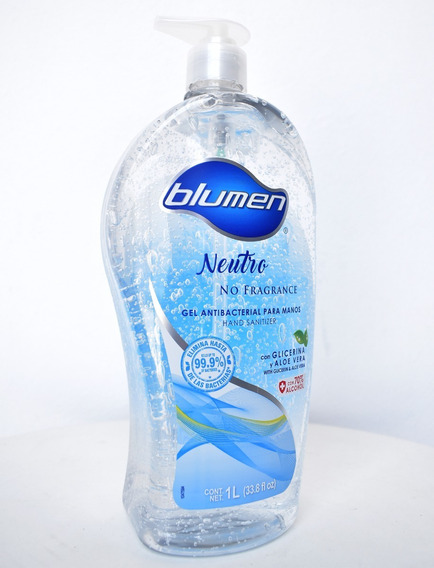 blumen
®
Neutro
NO FRAGRANCE
GEL ANTIBACTERIAL PARA MANOS
HAND SANITIZER
con GLICERINA
y ALOE VERA
WITH GLYCERIN & ALOE VERA
CON 70%
ALCOHOL
ELIMINA HASTA
99.9%
DE LAS BACTERIAS*
CONT. NET. 1L (33.8 fl oz)